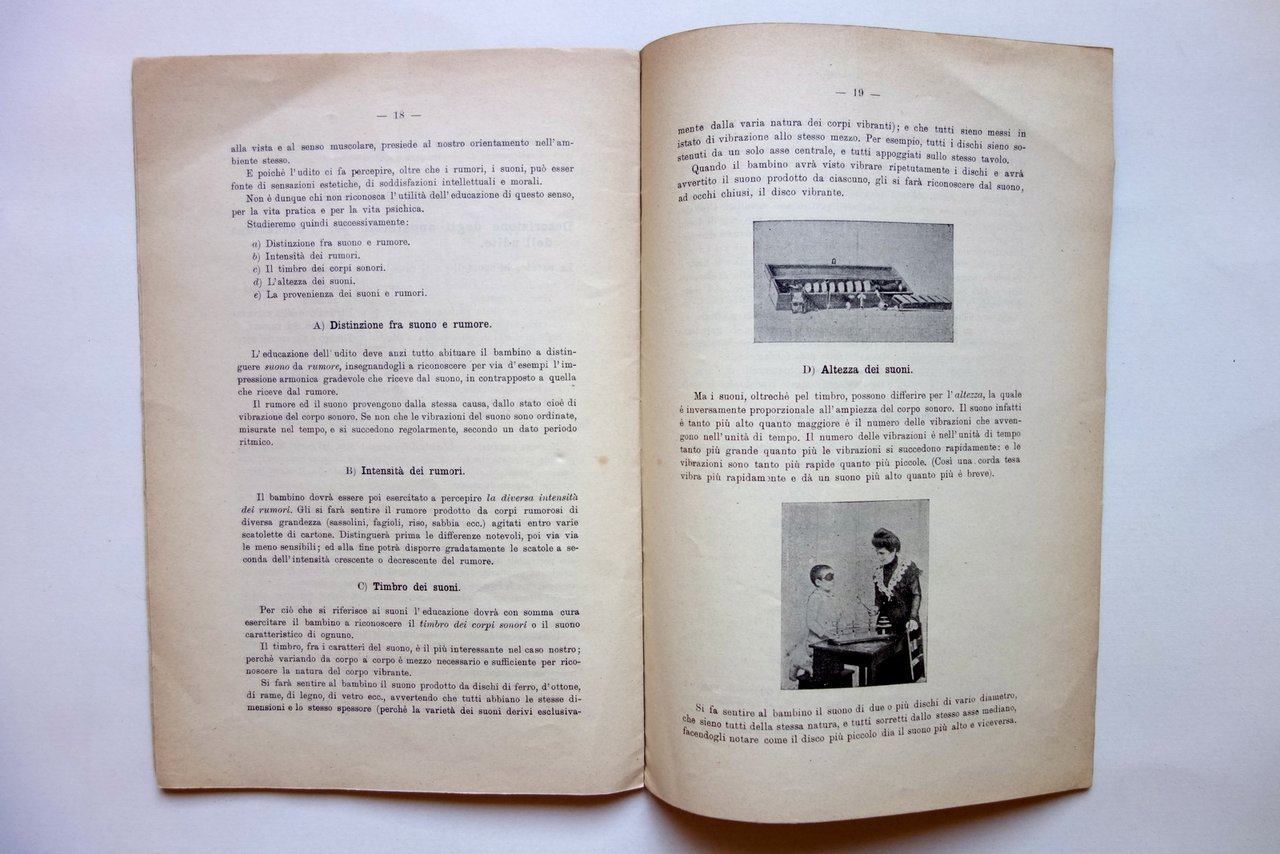 — 18 —
alla vista e al senso muscolare, presiede al nostro orientamento nell'am-
biente stesso.
E poichè l'udito ci fa percepire, oltre che i rumori, i suoni, può esser
fonte di sensazioni estetiche, di soddisfazioni intellettuali e morali.
Non è dunque chi non riconosca l'utilità dell'educazione di questo senso,
per la vita pratica e per la vita psichica.
Studieremo quindi successivamente:
a) Distinzione fra suono e rumore.
b) Intensità dei rumori.
c) Il timbro dei corpi sonori.
d) L'altezza dei suoni.
e) La provenienza dei suoni e rumori.
A) Distinzione fra suono e rumore.
L'educazione dell'udito deve anzi tutto abituare il bambino a distin-
guere suono da rumore, insegnandogli a riconoscere per via d'esempi l'im-
pressione armonica gradevole che riceve dal suono, in contrapposto a quella
che riceve dal rumore.
Il rumore ed il suono provengono dalla stessa causa, dallo stato cioè di
vibrazione del corpo sonoro. Se non che le vibrazioni del suono sono ordinate,
misurate nel tempo, e si succedono regolarmente, secondo un dato periodo
ritmico.
B) Intensità dei rumori.
Il bambino dovrà essere poi esercitato a percepire la diversa intensità
dei rumori. Gli si farà sentire il rumore prodotto da corpi rumorosi di
diversa grandezza (sassolini, fagioli, riso, sabbia ecc.) agitati entro varie
scatolette di cartone. Distinguerà prima le differenze notevoli, poi via via
le meno sensibili; ed alla fine potrà disporre gradatamente le scatole a se-
conda dell'intensità crescente o decrescente del rumore.
C) Timbro dei suoni.
Per ciò che si riferisce ai suoni l'educazione dovrà con somma cura
esercitare il bambino a riconoscere il timbro dei corpi sonori o il suono
caratteristico di ognuno.
Il timbro, fra i caratteri del suono, è il più interessante nel caso nostro;
perchè variando da corpo a corpo è mezzo necessario e sufficiente per rico-
noscere la natura del corpo vibrante.
Si farà sentire al bambino il suono prodotto da dischi di ferro, d'ottone,
di rame, di legno, di vetro ecc., avvertendo che tutti abbiano le stesse di-
mensioni e lo stesso spessore (perchè la varietà dei suoni derivi esclusiva-
— 19 —
mente dalla varia natura dei corpi vibranti); e che tutti sieno messi in
istato di vibrazione allo stesso mezzo. Per esempio, tutti i dischi sieno so-
stenuti da un solo asse centrale, e tutti appoggiati sullo stesso tavolo.
Quando il bambino avrà visto vibrare ripetutamente i dischi e avrà
avvertito il suono prodotto da ciascuno, gli si farà riconoscere dal suono,
ad occhi chiusi, il disco vibrante.
D) Altezza dei suoni.
Ma i suoni, oltrechè pel timbro, possono differire per l'altezza, la quale
è inversamente proporzionale all'ampiezza del corpo sonoro. Il suono infatti
è tanto più alto quanto maggiore è il numero delle vibrazioni che avven-
gono nell'unità di tempo. Il numero delle vibrazioni è nell'unità di tempo
tanto più grande quanto più le vibrazioni si succedono rapidamente: e le
vibrazioni sono tanto più rapide quanto più piccole. (Così una corda tesa
vibra più rapidamente e dà un suono più alto quanto più è breve).
Si fa sentire al bambino il suono di due o più dischi di vario diametro,
che sieno tutti della stessa natura, e tutti sorretti dallo stesso asse mediano,
facendogli notare come il disco più piccolo dia il suono più alto e viceversa.